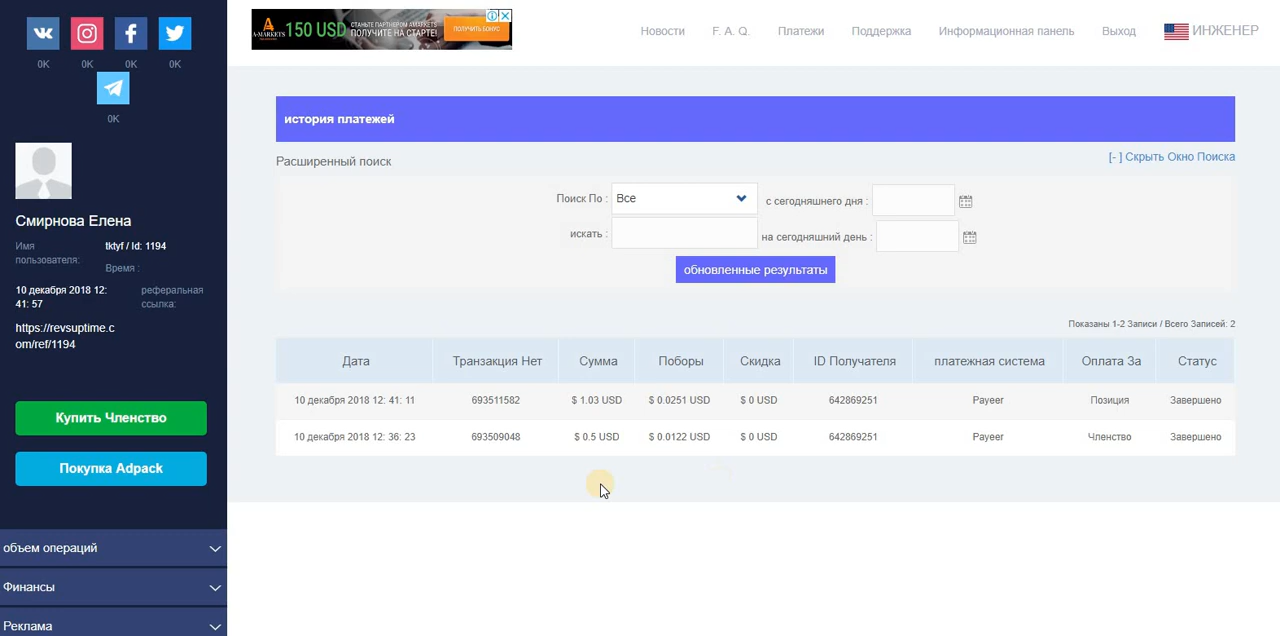 0K
0K
0K
0K
0K
Смирнова Елена
Имя пользователя:
tktyf / Id: 1194
Время :
10 декабря 2018 12: 41: 57
реферальная ссылка:
https://revsuptime.c
om/ref/1194
Купить Членство
Покупка Adpack
объем операций
Финансы
Реклама
A-MARKETS
150 USD
СТАНЬТЕ ПАРТНЕРОМ AMARKETS
ПОЛУЧИТЕ НА СТАРТЕ!
ПОЛУЧИТЬ БОНУС
Новости
F. A. Q.
Платежи
Поддержка
Информационная панель
Выход
ИНЖЕНЕР
история платежей
Расширенный поиск
[- ] Скрыть Окно Поиска
Поиск По : Все
с сегодняшнего дня :
искать :
на сегодняшний день :
обновленные результаты
Показаны 1-2 Записи / Всего Записей: 2
Дата Транзакция Нет Сумма Поборы Скидка ID Получателя платежная система Оплата За Статус
10 декабря 2018 12: 41: 11 693511582 $ 1.03 USD $ 0.0251 USD $ 0 USD 642869251 Payeer Позиция Завершено
10 декабря 2018 12: 36: 23 693509048 $ 0.5 USD $ 0.0122 USD $ 0 USD 642869251 Payeer Членство Завершено